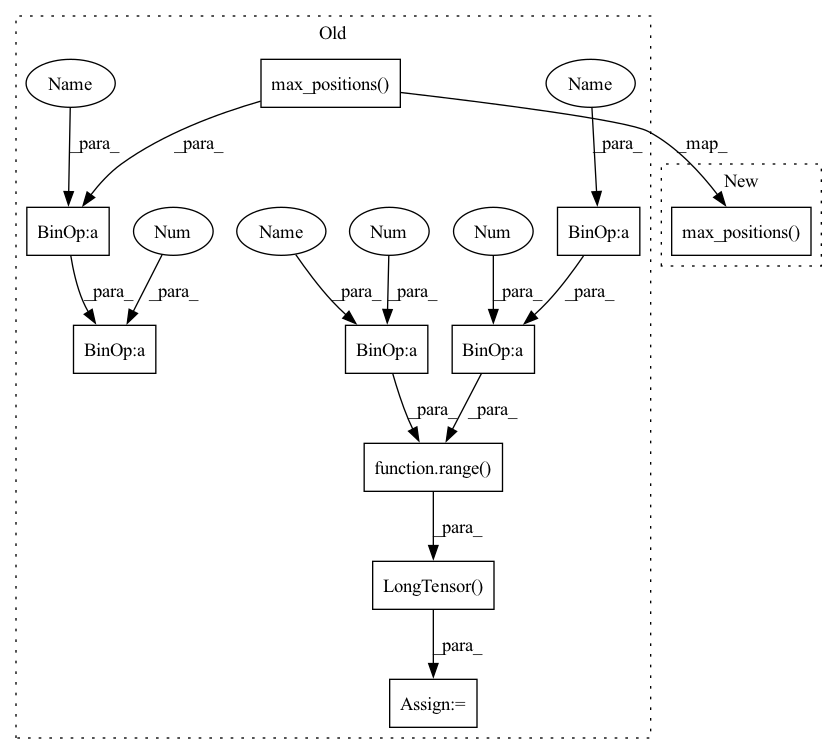 Old
Name
max_positions()
Name
_para_
_para_
_para_
_map_
New
BinOp:a
Num
Name
Num
Num
BinOp:a
max_positions()
_para_
_para_
_para_
_para_
_para_
_para_
BinOp:a
BinOp:a
BinOp:a
_para_
_para_
function.range()
_para_
LongTensor()
_para_
Assign:=